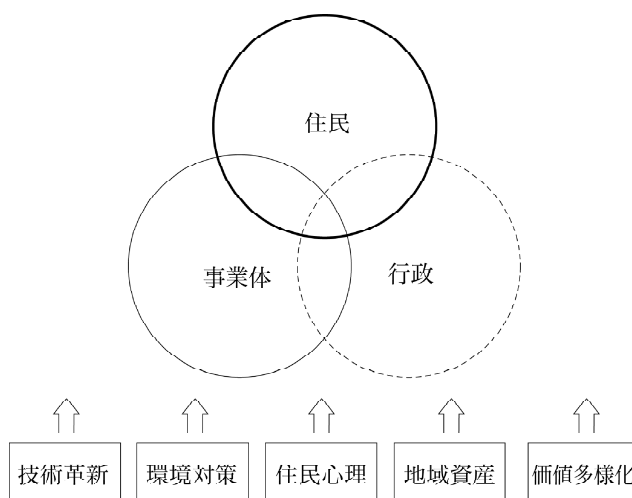 住民
事業体
行政
技術革新
環境対策
住民心理
地域資産
価値多様化